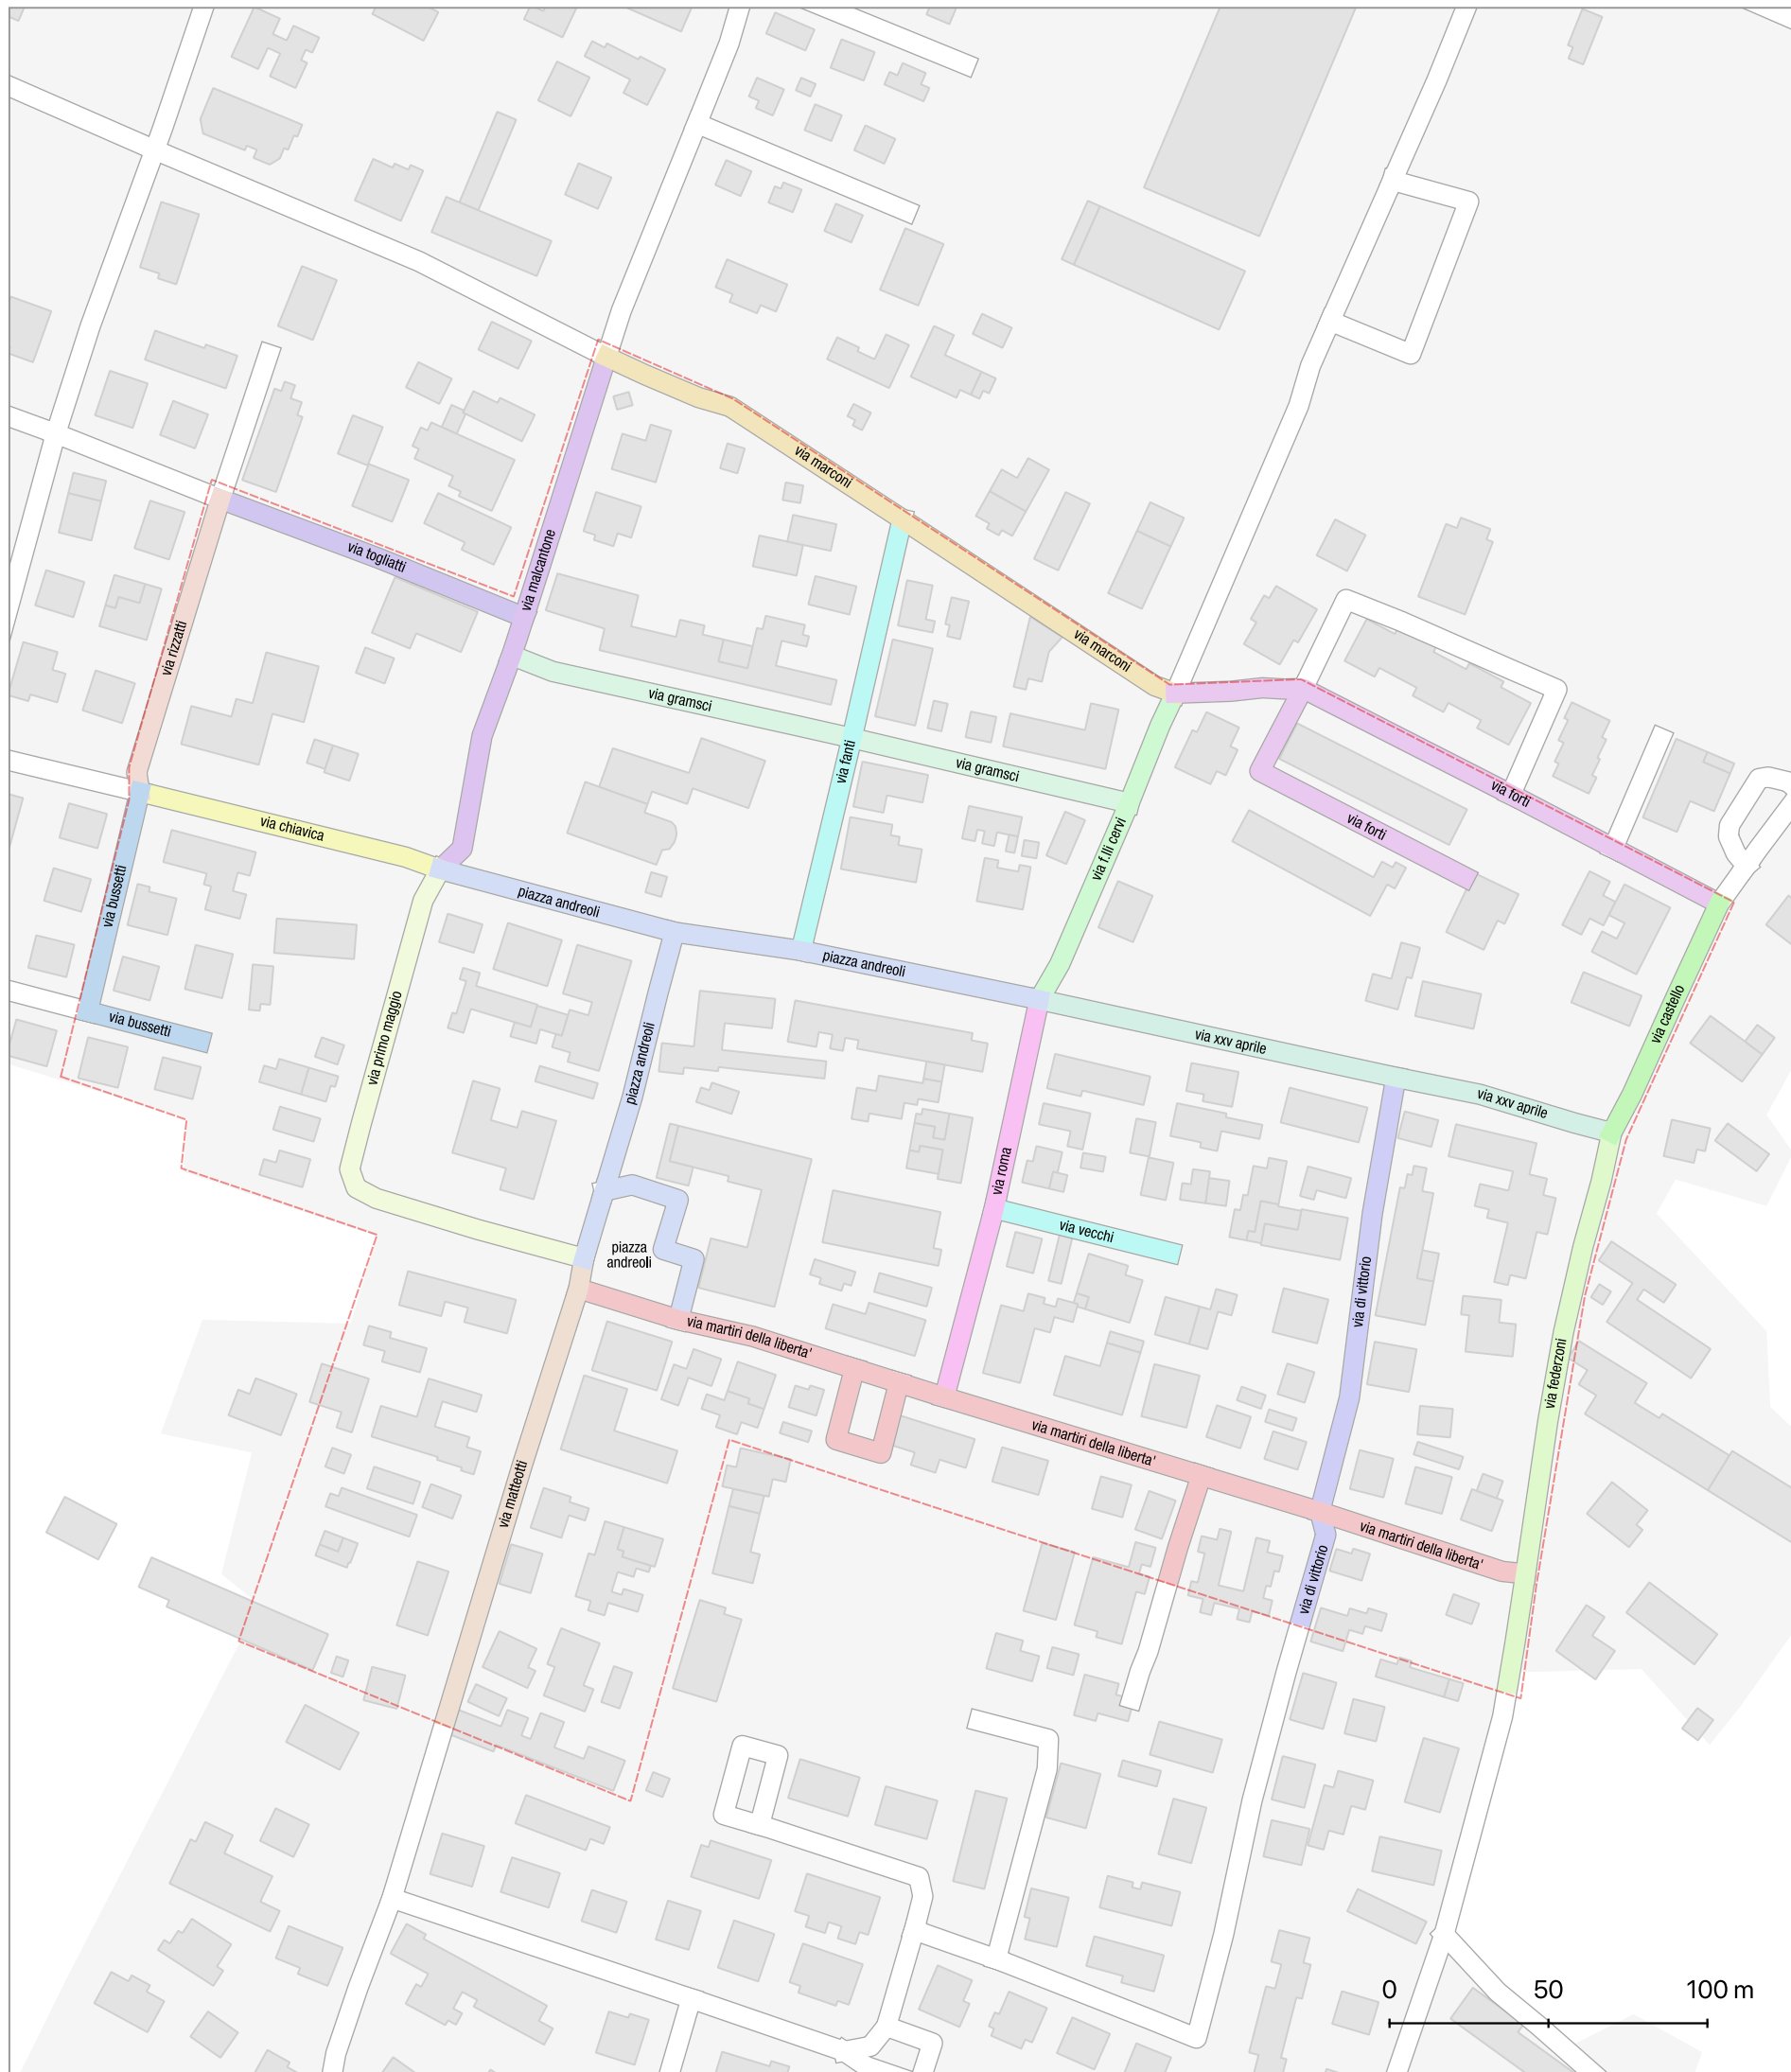 via marconi
via malcantone
via togliatti
via marconi
via rizzatti
via gramsci
via fanti
via gramsci
via forti
via forti
via chiavica
via f.lli cervi
via bussetti
piazza andreoli
piazza andreoli
via castello
via bussetti
via primo maggio
piazza andreoli
via xxv aprile
via xxv aprile
via roma
via vecchi
piazza
andreoli
via di vittorio
via martiri della liberta'
via federzoni
via martiri della liberta'
via matteotti
via martiri della liberta'
via di vittorio
0 50 100 m